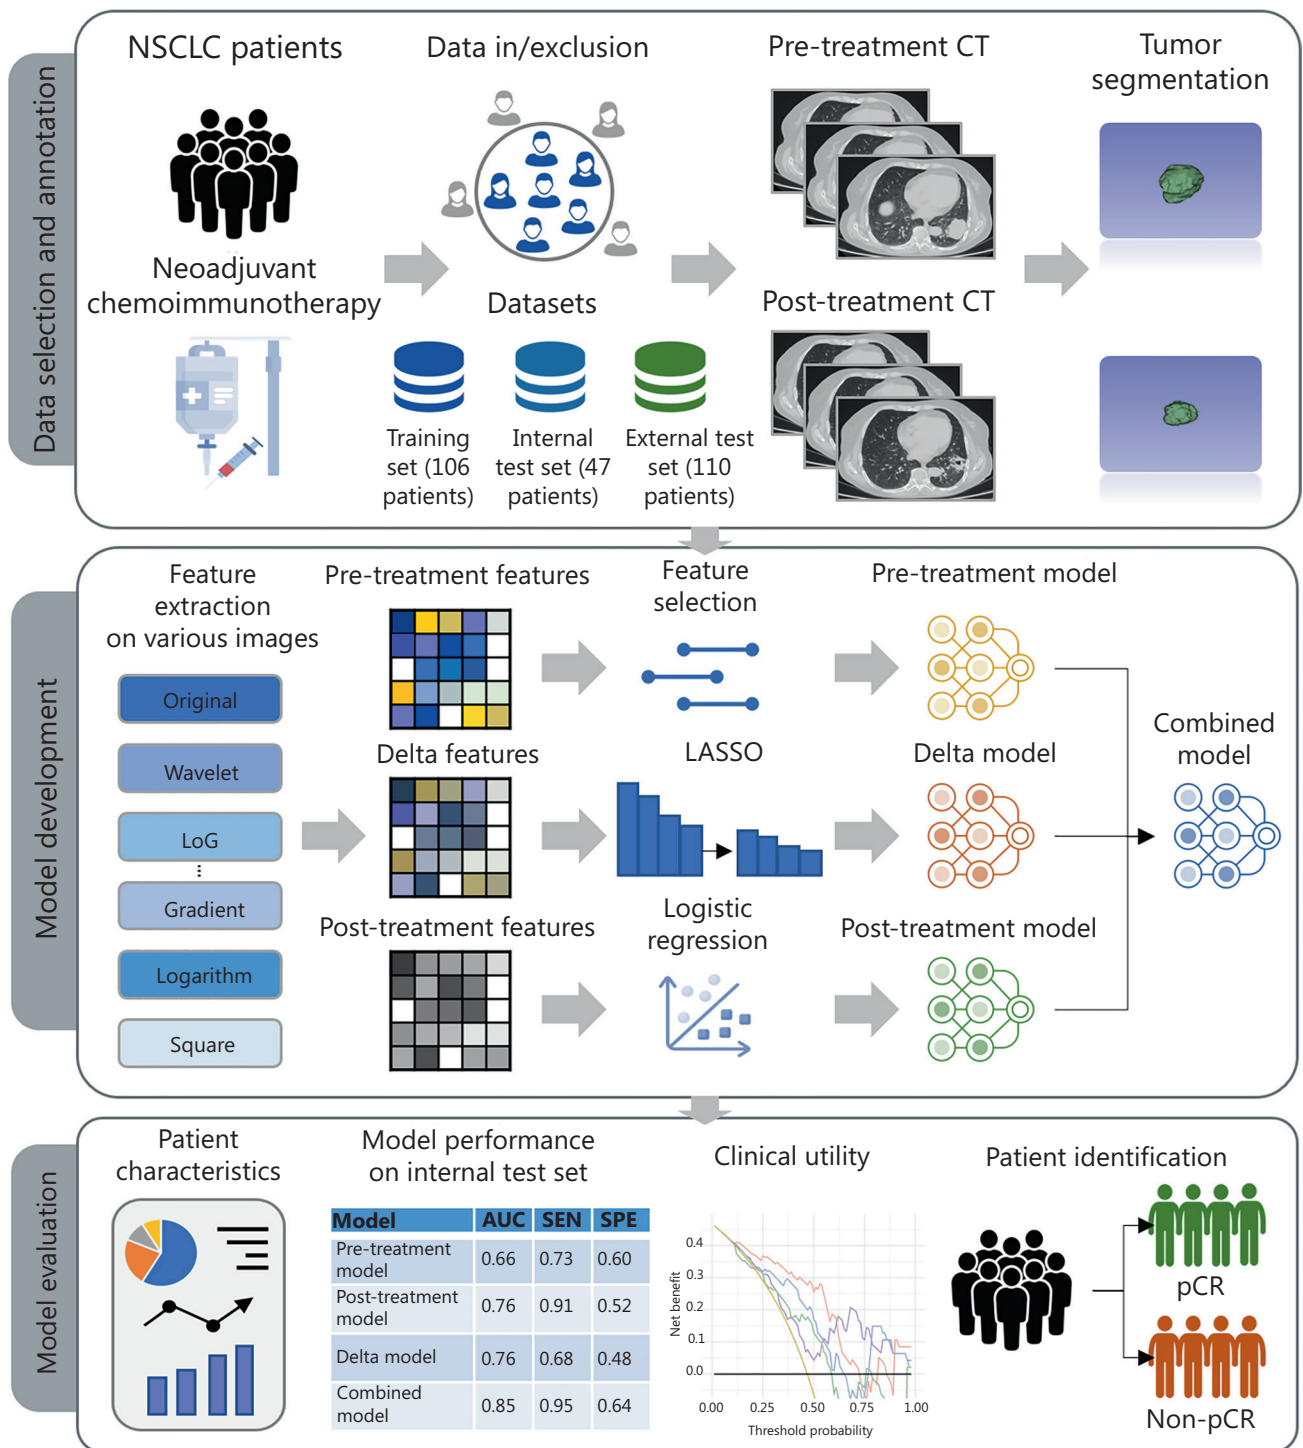 Data selection and annotation
NSCLC patients
Neoadjuvant
chemoimmunotherapy
Data in/exclusion
Datasets
Training
set (106
patients)
Internal
test set (47
patients)
External test
set (110
patients)
Pre-treatment CT
Post-treatment CT
Tumor
segmentation
Model development
Feature
extraction
on various images
Original
Wavelet
LoG
...
Gradient
Logarithm
Square
Pre-treatment features
Delta features
Post-treatment features
Feature
selection
LASSO
Logistic
regression
Pre-treatment model
Delta model
Post-treatment model
Combined
model
Model evaluation
Patient
characteristics
Model performance
on internal test set
Model AUC SEN SPE
Pre-treatment
model 0.66 0.73 0.60
Post-treatment
model 0.76 0.91 0.52
Delta model 0.76 0.68 0.48
Combined
model 0.85 0.95 0.64
Clinical utility
Net benefit
0.4
0.3
0.2
0.1
0.0
0.00 0.25 0.50 0.75 1.00
Threshold probability
Patient identification
pCR
Non-pCR